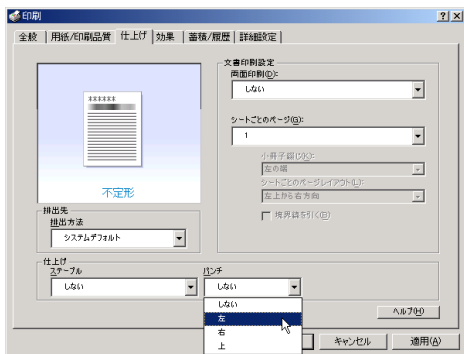 印刷
全般 用紙/印刷品質 仕上げ 効果 蓄積/履歴 詳細設定
******
不定形
文書印刷設定
両面印刷(D):
しない
シートごとのページ(G):
1
小冊子綴じ(K):
左の端
シートごとのページレイアウト(L):
左上から右方向
境界線を引く(B)
排出先
排出方法
システムデフォルト
仕上げ
ステープル
しない
パンチ
しない
しない
左
右
上
ヘルプ(H)
キャンセル
適用(A)